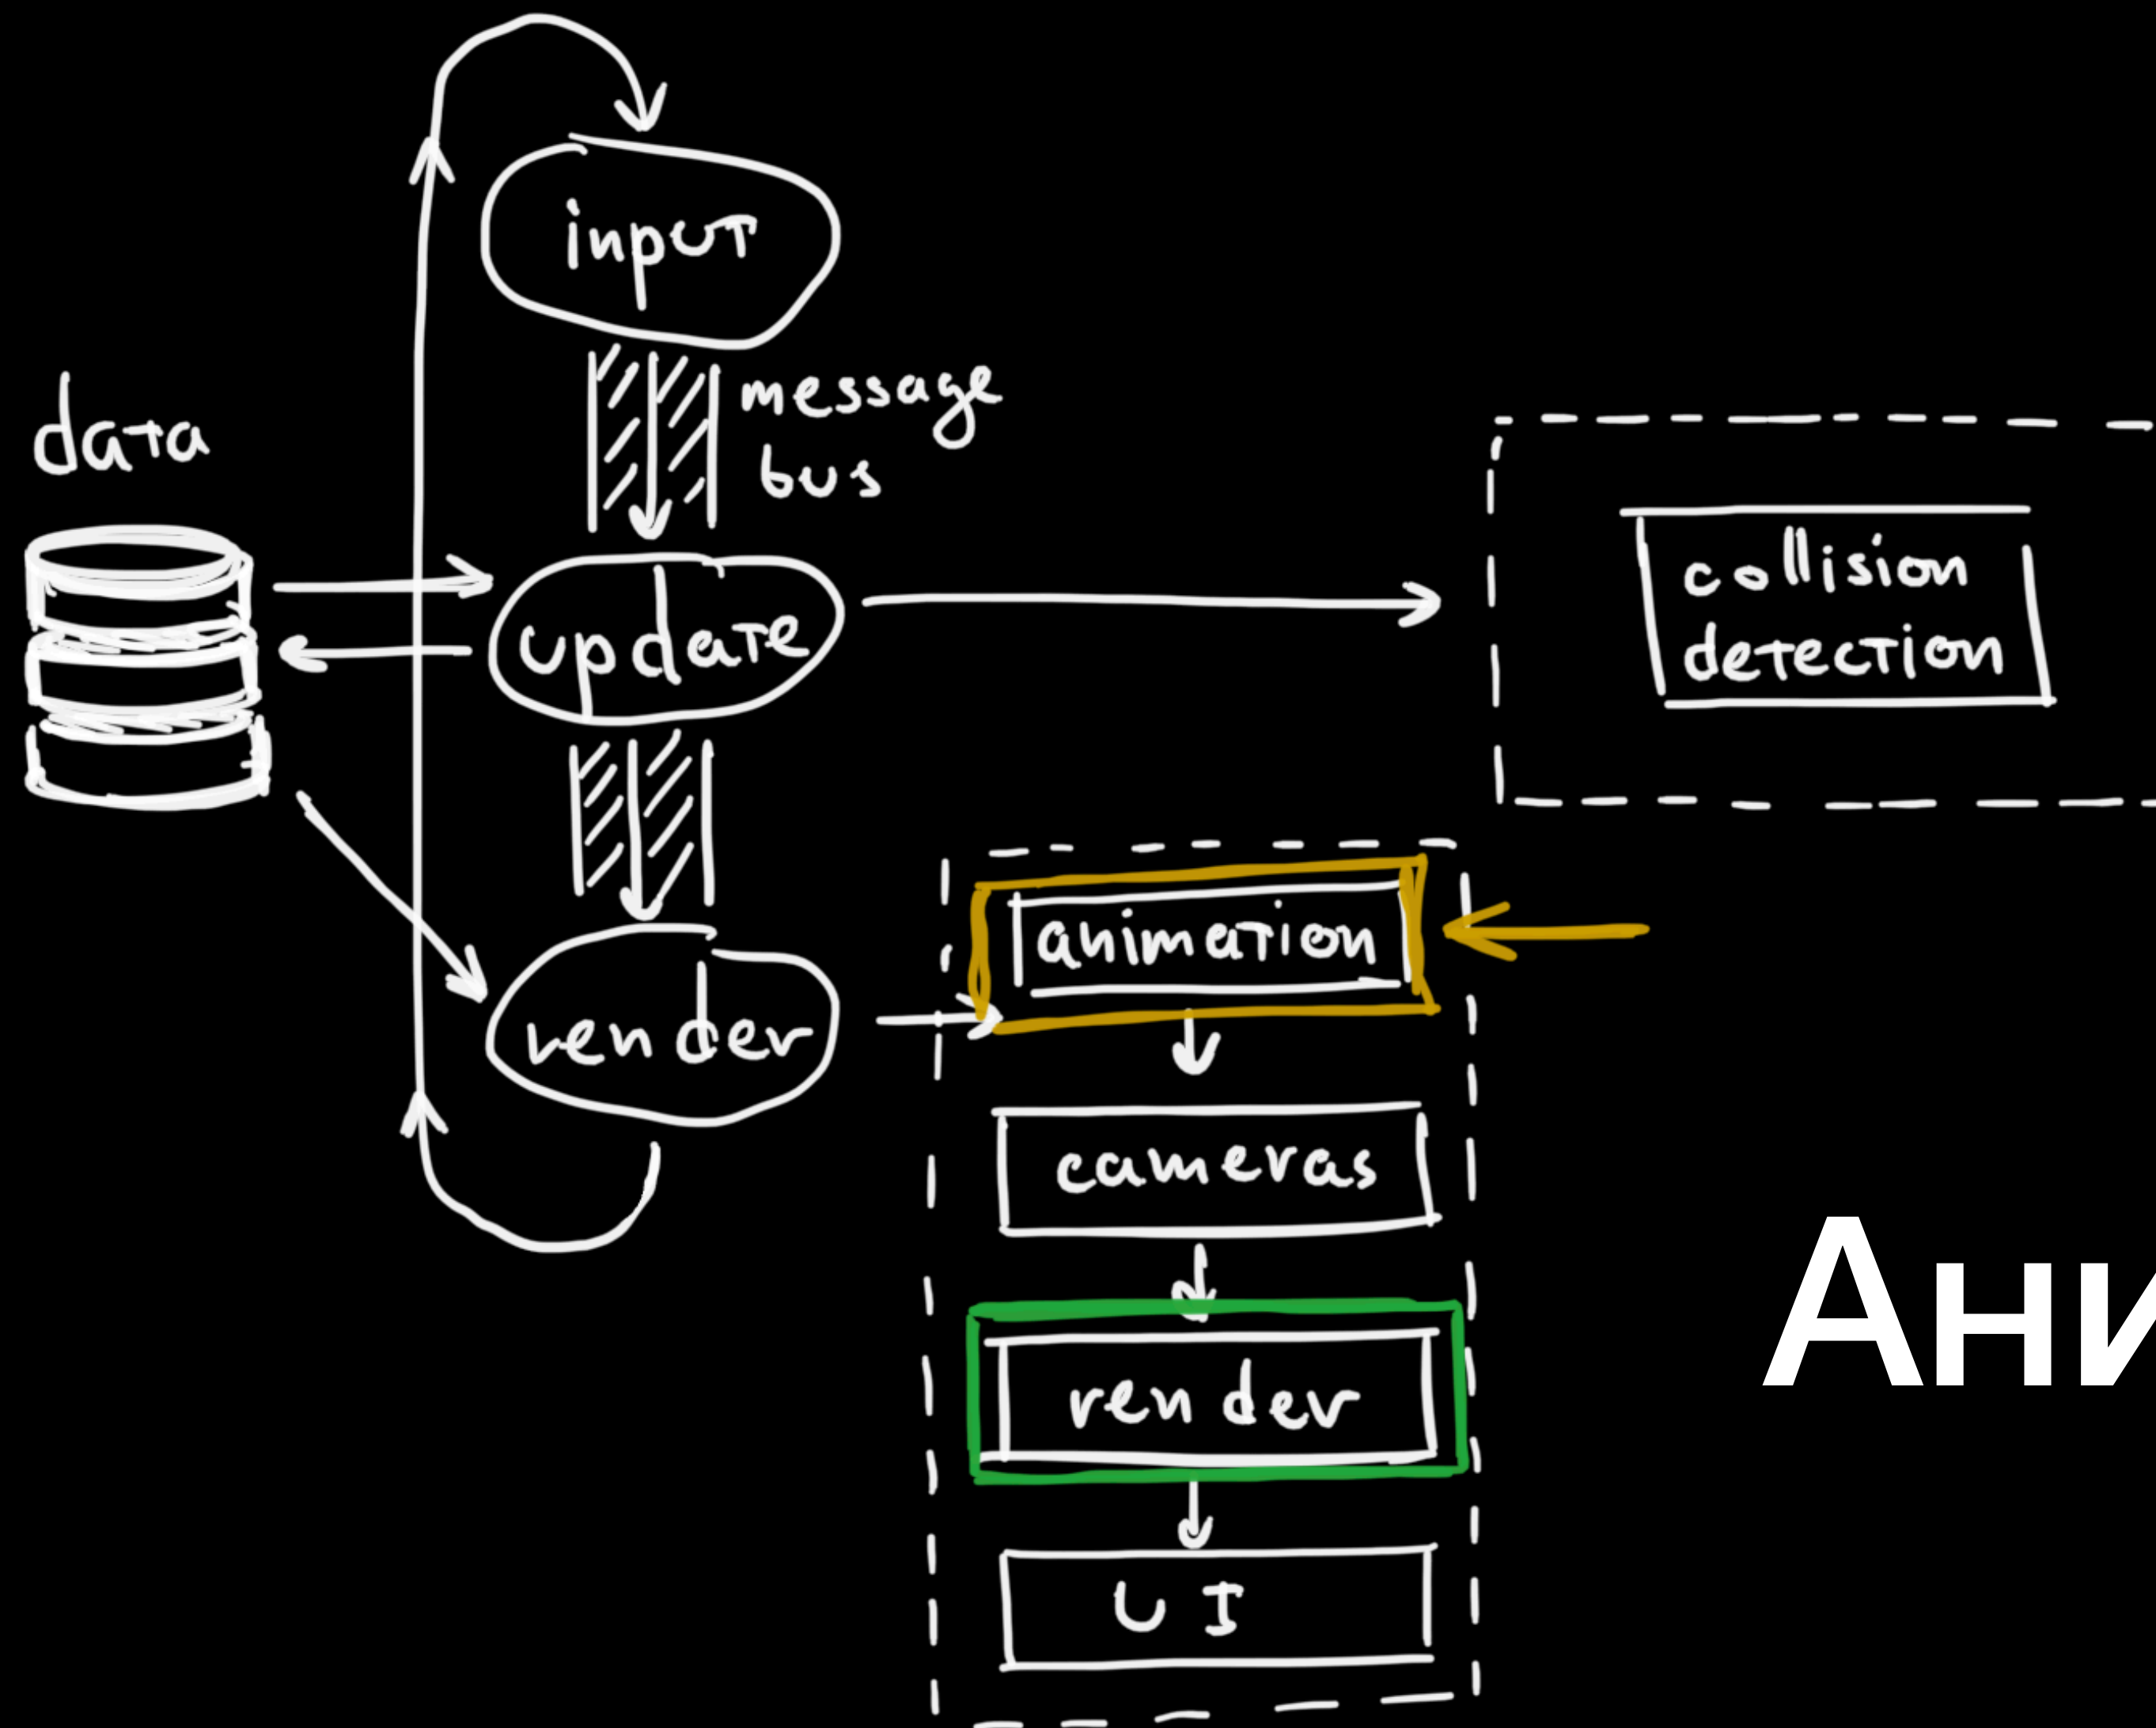 input
message
bus
data
update
collision
detection
render
animation
cameras
render
UI
Ани